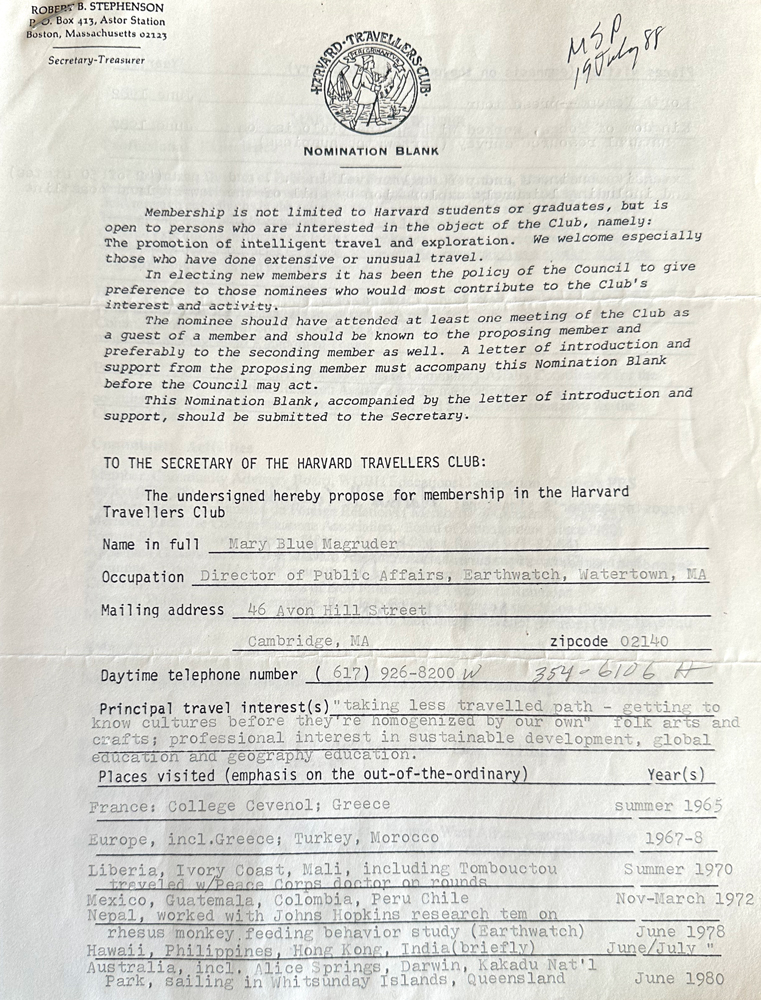 ROBERT B. STEPHENSON
P. O. Box 413, Astor Station
Boston, Massachusetts 02123
Secretary-Treasurer
MSP
19 July 88
HARVARD·TRAVELLERS·CLUB·
NOMINATION BLANK
Membership is not limited to Harvard students or graduates, but is
open to persons who are interested in the object of the Club, namely:
The promotion of intelligent travel and exploration. We welcome especially
those who have done extensive or unusual travel.
In electing new members it has been the policy of the Council to give
preference to those nominees who would most contribute to the Club's
interest and activity.
The nominee should have attended at least one meeting of the Club as
a guest of a member and should be known to the proposing member and
preferably to the seconding member as well. A letter of introduction and
support from the proposing member must accompany this Nomination Blank
before the Council may act.
This Nomination Blank, accompanied by the letter of introduction and
support, should be submitted to the Secretary.
TO THE SECRETARY OF THE HARVARD TRAVELLERS CLUB:
The undersigned hereby propose for membership in the Harvard
Travellers Club
Name in full Mary Blue Magruder
Occupation Director of Public Affairs, Earthwatch, Watertown, MA
Mailing address 46 Avon Hill Street
Cambridge, MA zipcode 02140
Daytime telephone number ( 617) 926-8200 W 354-6106 H
Principal travel interest(s) "taking less travelled path - getting to
know cultures before they're homogenized by our own" folk arts and
crafts; professional interest in sustainable development, global
education and geography education.
Places visited (emphasis on the out-of-the-ordinary) Year(s)
France: College Cevenol; Greece summer 1965
Europe, incl.Greece; Turkey, Morocco 1967-8
Liberia, Ivory Coast, Mali, including Tombouctou Summer 1970
traveled w/Peace Corps doctor on rounds
Mexico, Guatemala, Colombia, Peru Chile Nov-March 1972
Nepal, worked with Johns Hopkins research tem on
rhesus monkey feeding behavior study (Earthwatch) June 1978
Hawaii, Philippines, Hong Kong, India(briefly) June/July "
Australia, incl. Alice Springs, Darwin, Kakadu Nat'l
Park, sailing in Whitsunday Islands, Queensland June 1980